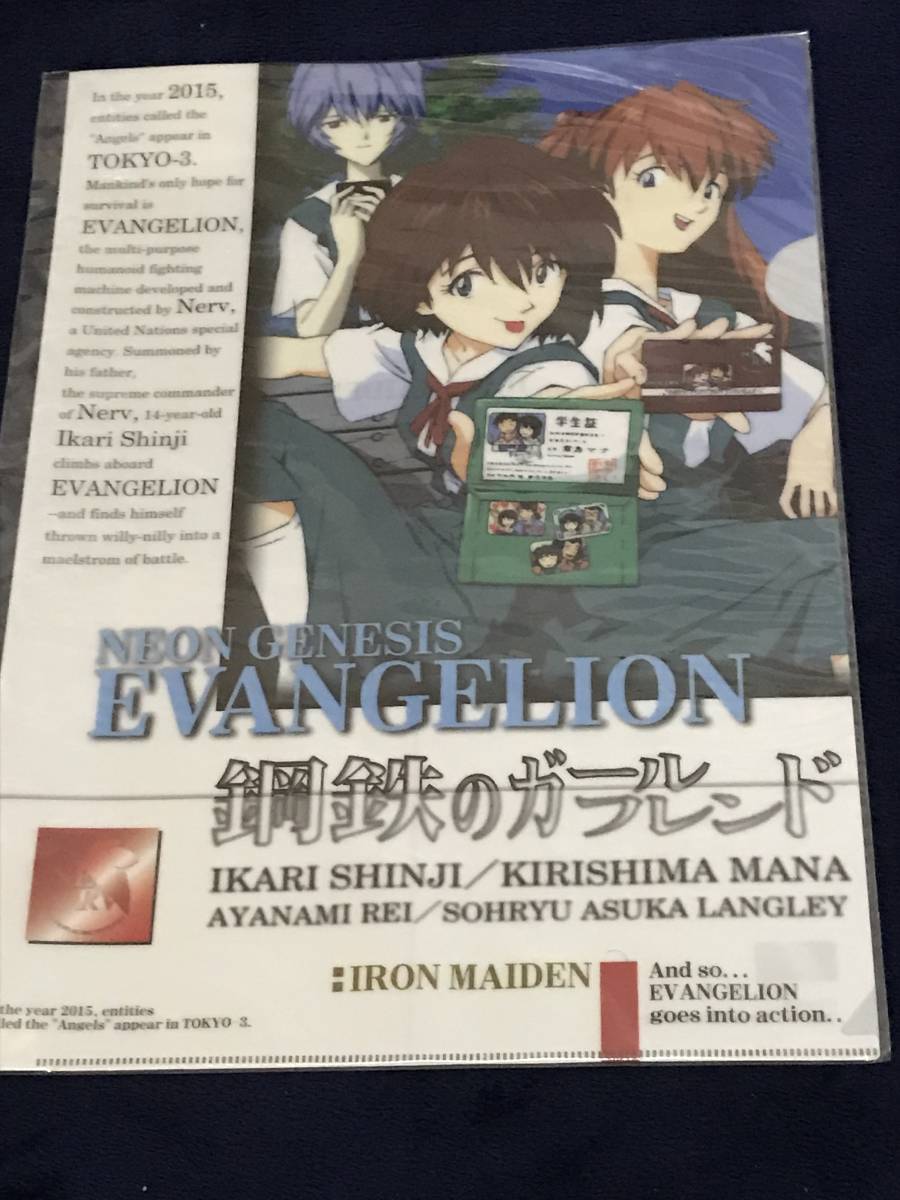 In the year 2015,
entities called the
"Angels" appear in
TOKYO-3.
Mankind's only hope for
survival is
EVANGELION,
the multi-purpose
humanoid fighting
machine developed and
constructed by Nerv,
a United Nations special
agency. Summoned by
his father,
the supreme commander
of Nerv, 14-year-old
Ikari Shinji
climbs aboard
EVANGELION
-and finds himself
thrown willy-nilly into a
maelstrom of battle.
学生証
霧島マナ
NEON GENESIS
EVANGELION
鋼鉄のガールフレンド
IKARI SHINJI／KIRISHIMA MANA
AYANAMI REI／SOHRYU ASUKA LANGLEY
:IRON MAIDEN
And so...
EVANGELION
goes into action..
the year 2015, entities
led the "Angels" appear in TOKYO-3.